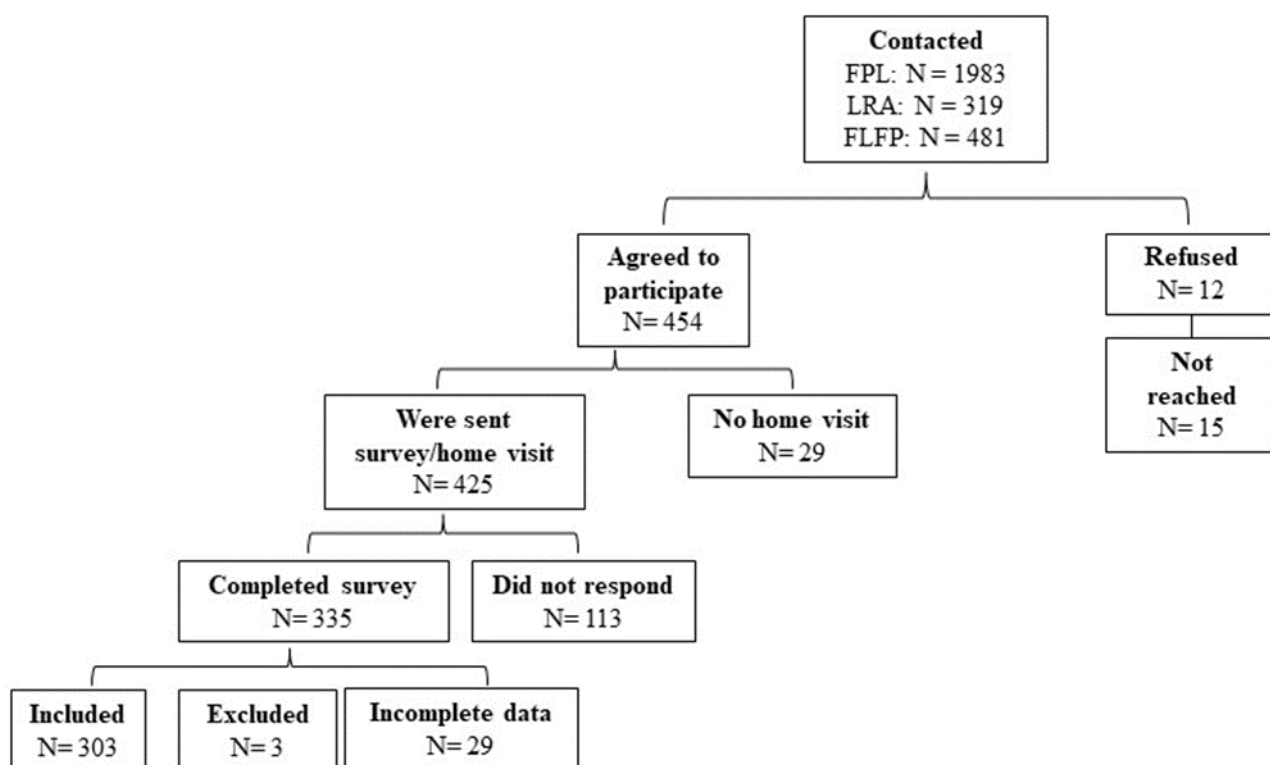 Contacted
FPL: N = 1983
LRA: N = 319
FLFP: N = 481
Agreed to
participate
N= 454
Refused
N= 12
Not
reached
N= 15
Were sent
survey/home visit
N= 425
No home visit
N= 29
Completed survey
N= 335
Did not respond
N= 113
Included
N= 303
Excluded
N= 3
Incomplete data
N= 29